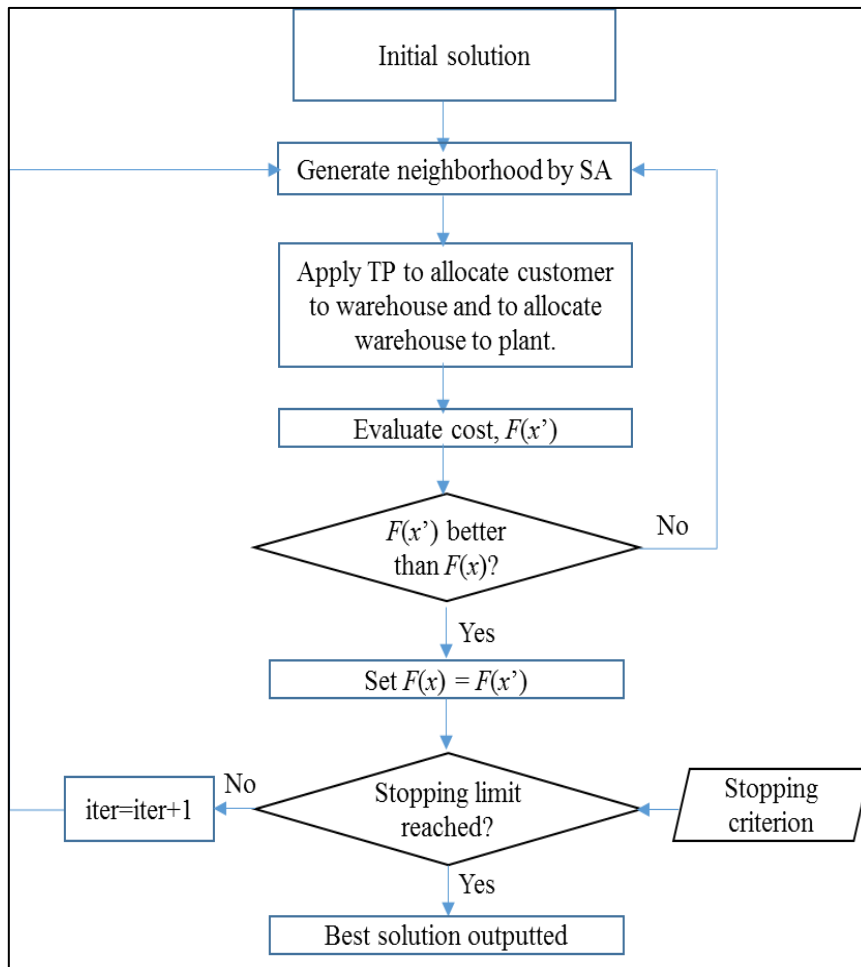 Initial solution
Generate neighborhood by SA
Apply TP to allocate customer
to warehouse and to allocate
warehouse to plant.
Evaluate cost, F(x’)
F(x’) better
than F(x)?
No
Yes
Set F(x) = F(x’)
Stopping limit
reached?
No
iter=iter+1
Stopping
criterion
Yes
Best solution outputted